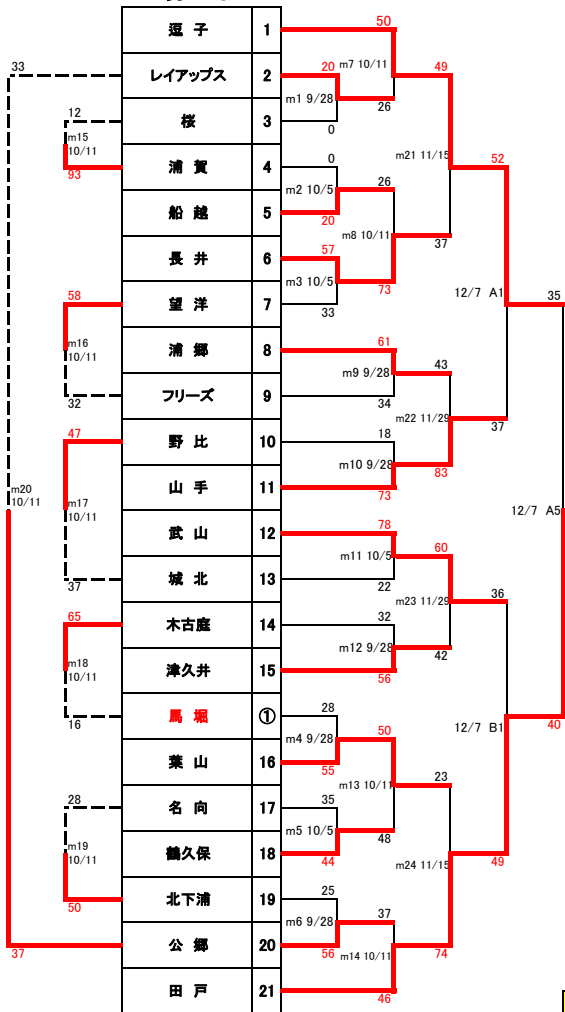 逗子 1 50
33 レイアップス 2 20 m7 10/11 49
m1 9/28 26
12 桜 3 0
m15 10/11
93 浦賀 4 0 m21 11/15 52
m2 10/5 26
船越 5 20
m8 10/11 37
長井 6 57
m3 10/5 73
58 望洋 7 33 12/7 A1 35
m16 10/11
浦郷 8 61
m9 9/28 43
32 フリーズ 9 34
m22 11/29 37
47 野比 10 18
m10 9/28 83
山手 11 73
m20 10/11
m17 10/11
12/7 A5
武山 12 78
m11 10/5 60
37 城北 13 22
m23 11/29 36
65 木古庭 14 32
m12 9/28 42
m18 10/11
津久井 15 56
16 馬堀 ① 28
m4 9/28 50
12/7 B1 40
葉山 16 55
m13 10/11 23
28 名向 17 35
m5 10/5 48
m19 10/11
鶴久保 18 44
m24 11/15 49
50 北下浦 19 25
m6 9/28 37
37 公郷 20 56
m14 10/11 74
田戸 21 46